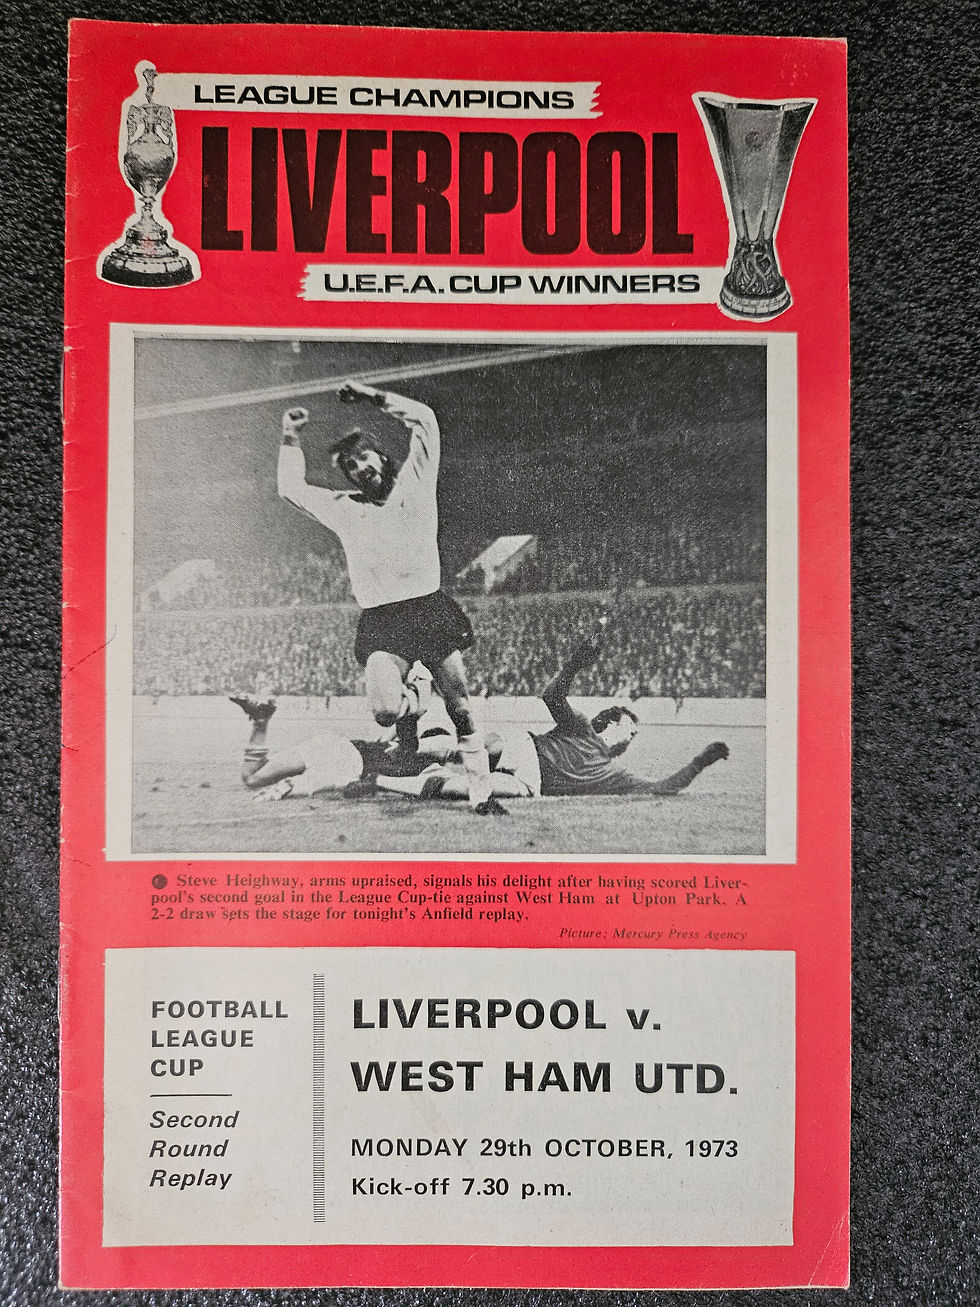 LEAGUE CHAMPIONS
LIVERPOOL
U.E.F.A. CUP WINNERS
Steve Heighway, arms upraised, signals his delight after having scored Liver-
pool's second goal in the League Cup-tie against West Ham at Upton Park. A
2-2 draw sets the stage for tonight's Anfield replay.
Picture: Mercury Press Agency
FOOTBALL
LEAGUE
CUP
Second
Round
Replay
LIVERPOOL v.
WEST HAM UTD.
MONDAY 29th OCTOBER, 1973
Kick-off 7.30 p.m.